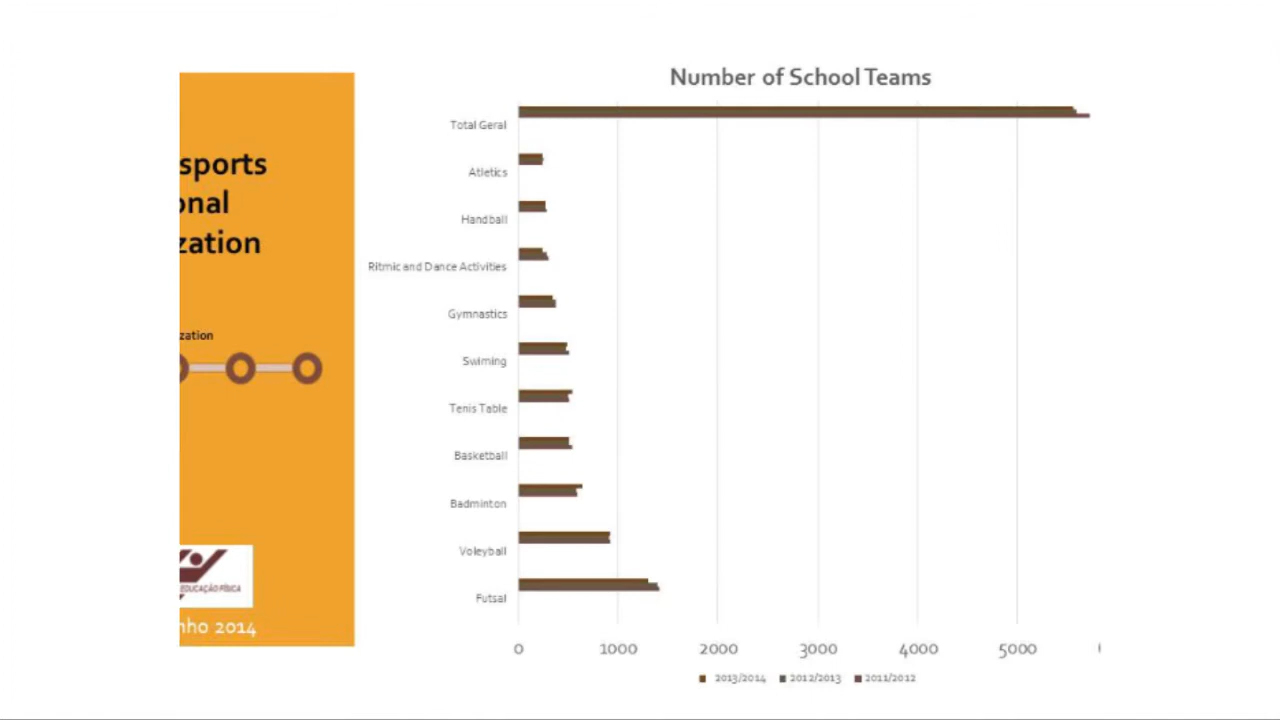 sports
onal
zation
zation
EDUCAÇÃO FÍSICA
nho 2014
Number of School Teams
Total Geral
Atletics
Handball
Ritmic and Dance Activities
Gymnastics
Swiming
Tenis Table
Basketball
Badminton
Voleyball
Futsal
0 1000 2000 3000 4000 5000
2013/2014 2012/2013 2011/2012